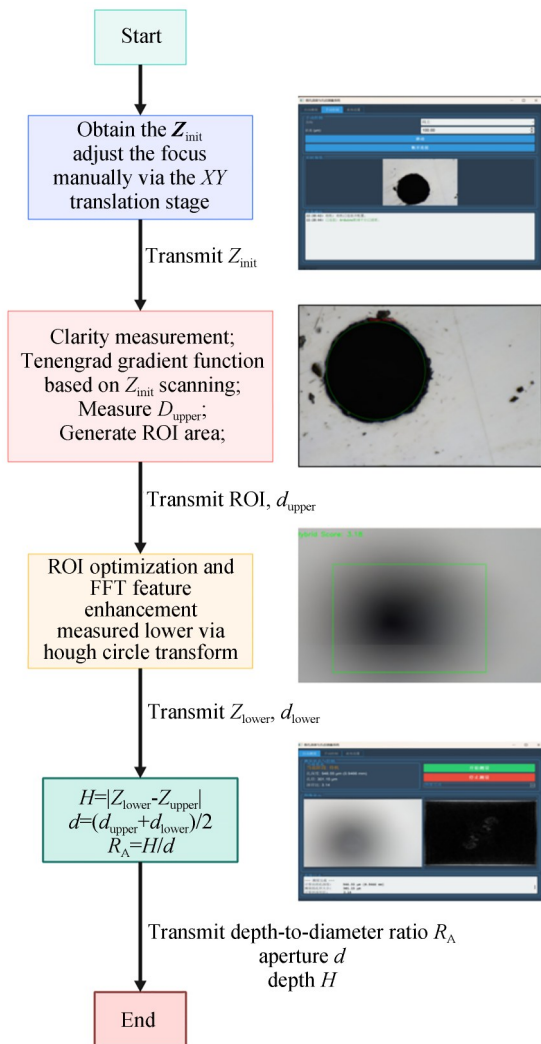 Start
Obtain the Z_init
adjust the focus
manually via the XY
translation stage
Transmit Z_init
Clarity measurement;
Tenengrad gradient function
based on Z_init scanning;
Measure D_upper;
Generate ROI area;
Transmit ROI, d_upper
ROI optimization and
FFT feature
enhancement
measured lower via
hough circle transform
Transmit Z_lower, d_lower
H=|Z_lower-Z_upper|
d=(d_upper+d_lower)/2
R_A=H/d
Transmit depth-to-diameter ratio R_A
aperture d
depth H
End